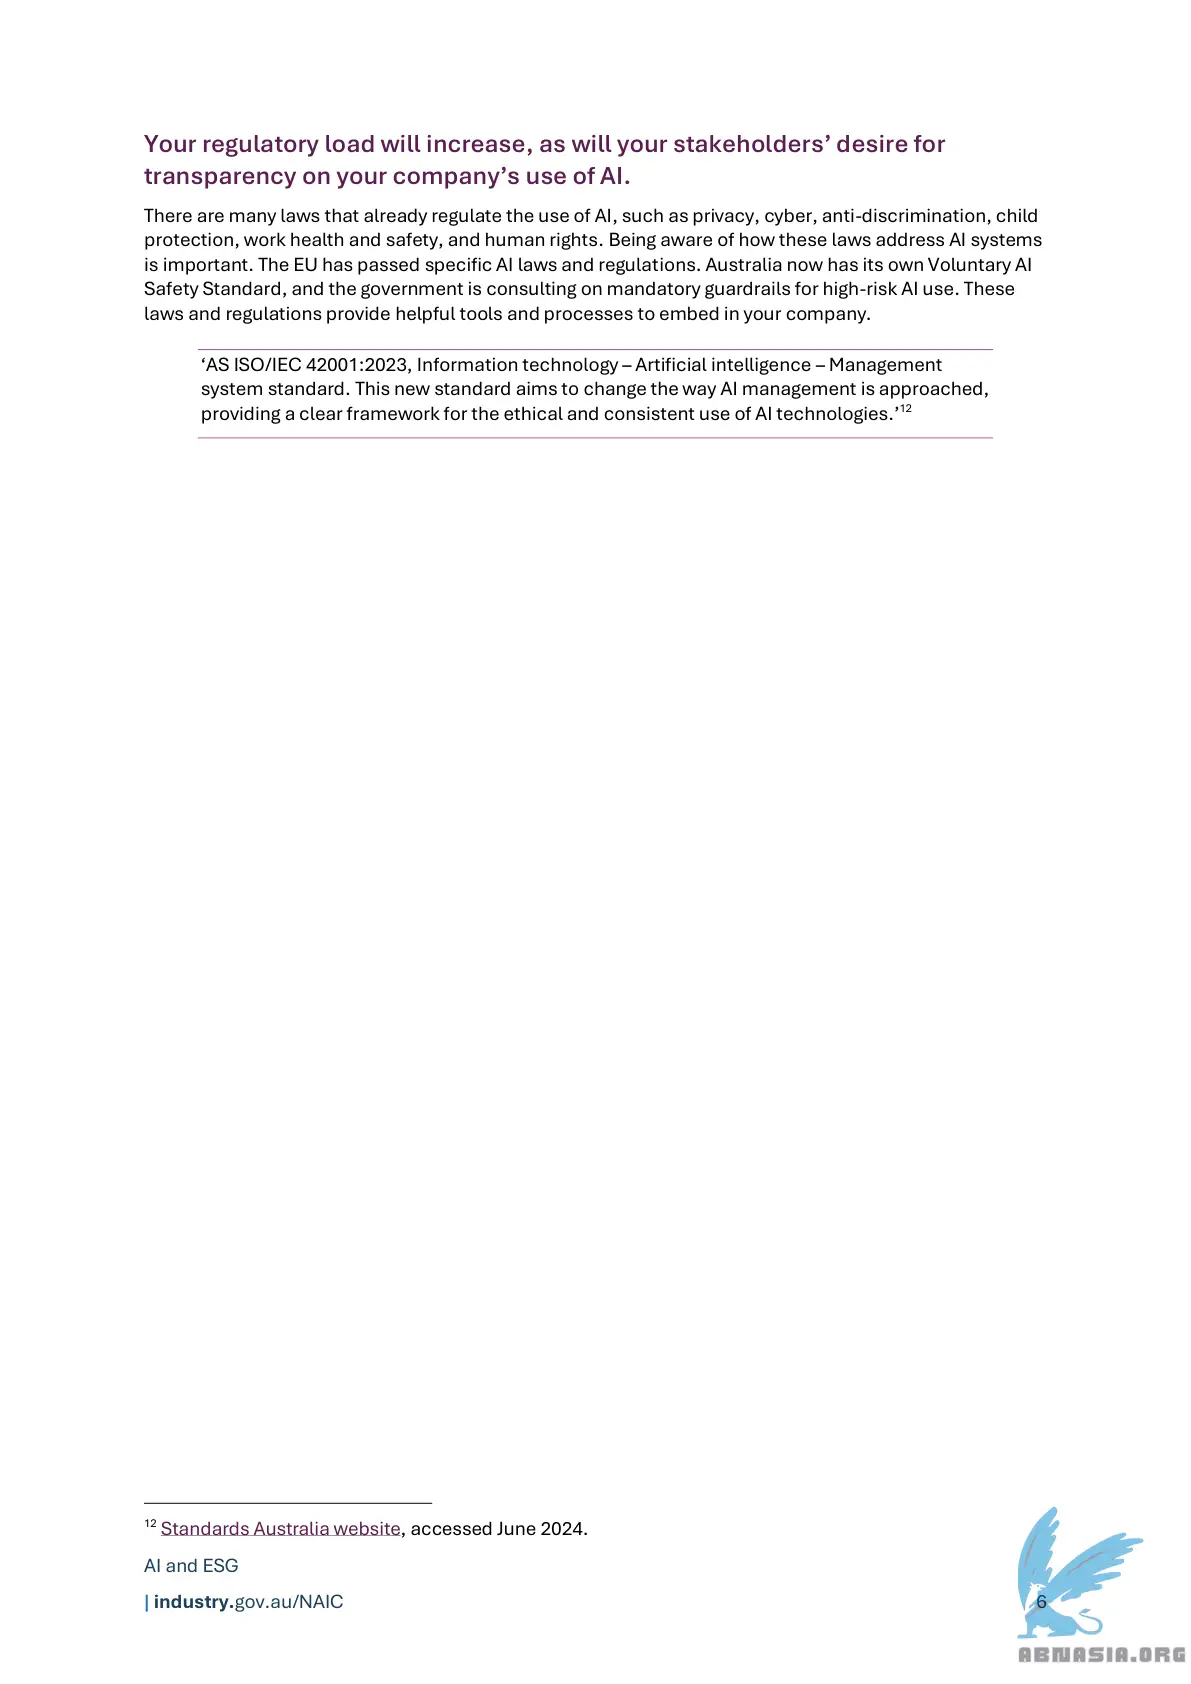 Your regulatory load will increase, as will your stakeholders’ desire for
transparency on your company’s use of AI.
There are many laws that already regulate the use of AI, such as privacy, cyber, anti-discrimination, child
protection, work health and safety, and human rights. Being aware of how these laws address AI systems
is important. The EU has passed specific AI laws and regulations. Australia now has its own Voluntary AI
Safety Standard, and the government is consulting on mandatory guardrails for high-risk AI use. These
laws and regulations provide helpful tools and processes to embed in your company.
‘AS ISO/IEC 42001:2023, Information technology – Artificial intelligence – Management
system standard. This new standard aims to change the way AI management is approached,
providing a clear framework for the ethical and consistent use of AI technologies.’12
12 Standards Australia website, accessed June 2024.
AI and ESG
| industry.gov.au/NAIC
6
ABNASIA.ORG